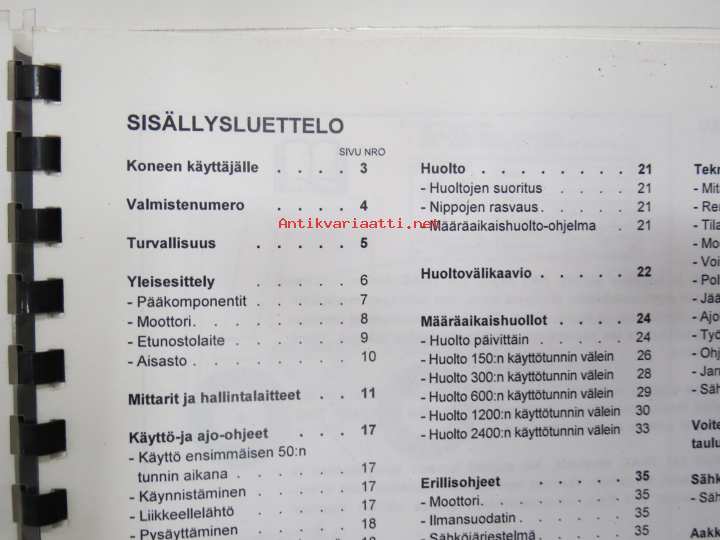 SISÄLLYSLUETTELO
SIVU NRO
Koneen käyttäjälle . . . . 3
Valmistenumero . . . . 4
Turvallisuus . . . . . 5
Yleisesittely . . . . . 6
- Pääkomponentit . . . . . 7
- Moottori . . . . . . . 8
- Etunostolaite . . . . . 9
- Aisasto . . . . . . . 10
Mittarit ja hallintalaitteet . . . 11
Käyttö-ja ajo-ohjeet . . . 17
- Käyttö ensimmäisen 50:n
tunnin aikana . . . . . 17
- Käynnistäminen . . . . 17
- Liikkeellelähtö . . . . . 17
- Pysäyttäminen . . . . 18
Huolto . . . . . . . 21
- Huoltojen suoritus . . . . 21
- Nippojen rasvaus . . . . . 21
- Määräaikaishuolto-ohjelma . . 21
Huoltovälikaavio . . . . . 22
Määräaikaishuollot . . . . 24
- Huolto päivittäin . . . . 24
- Huolto 150:n käyttötunnin välein 26
- Huolto 300:n käyttötunnin välein 28
- Huolto 600:n käyttötunnin välein 29
- Huolto 1200:n käyttötunnin välein 30
- Huolto 2400:n käyttötunnin välein 33
Erillisohjeet . . . . . 35
- Moottori . . . . . . . 35
- Ilmansuodatin . . . . . 35
- Sähköjärjestelmä . . . . 35
Antikvariaatti.net